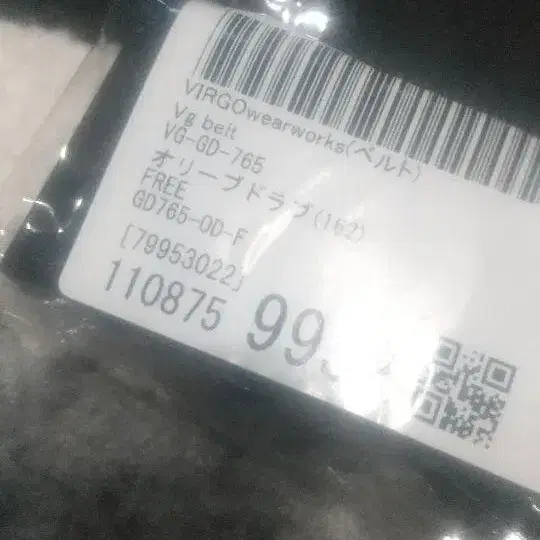 VIRGOwearworks(ベルト)
Vg belt
VG-GD-765
オリーブドラブ(162)
FREE
GD765-OD-F
[79953022]
110875